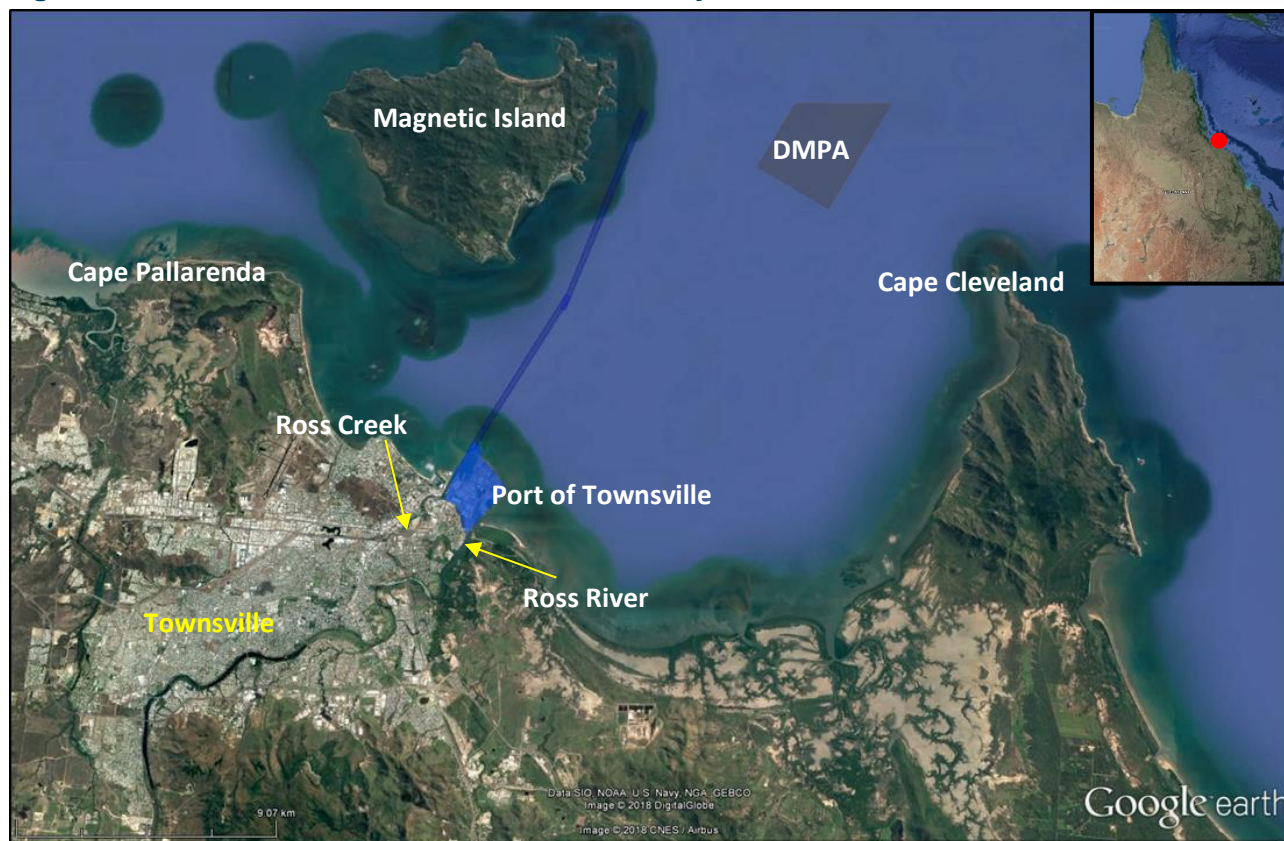 Magnetic Island
DMPA
Cape Pallarenda
Cape Cleveland
Ross Creek
Port of Townsville
Ross River
Townsville
Data SIO, NOAA, U.S. Navy, NGA, GEBCO
Image © 2018 DigitalGlobe
Image © 2018 CNES / Airbus
9.07 km
Google earth